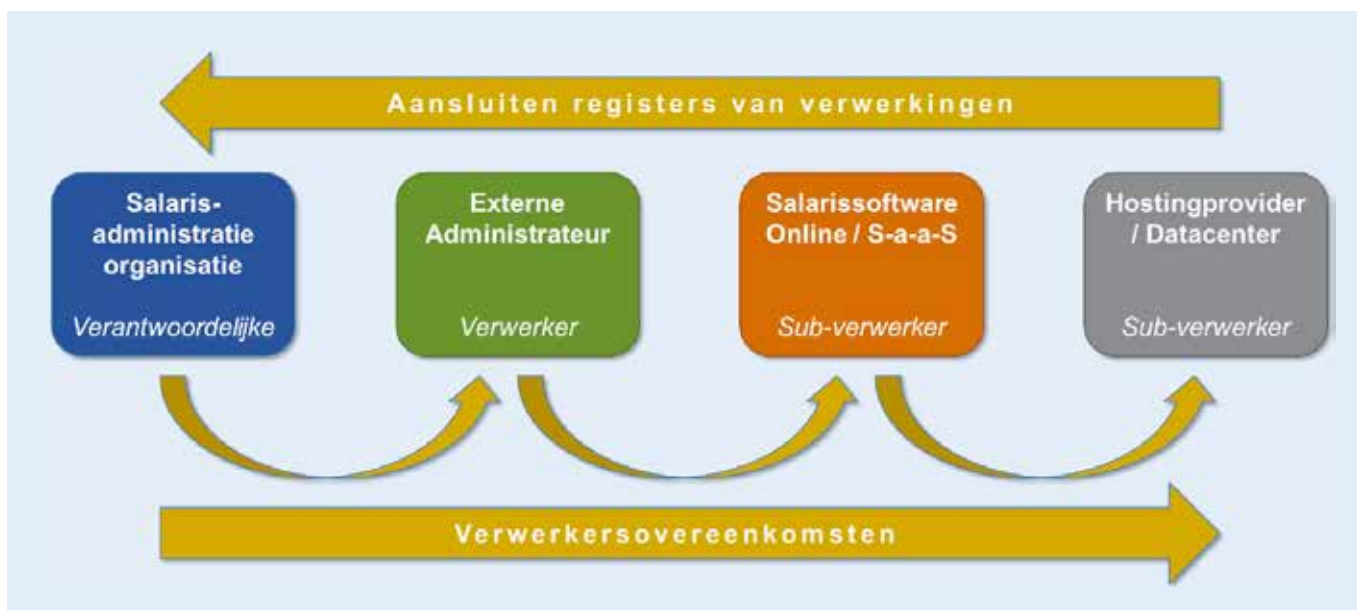 Aansluiten registers van verwerkingen
Salaris-
administratie
organisatie
Verantwoordelijke
Externe
Administrateur
Verwerker
Salarissoftware
Online / S-a-a-S
Sub-verwerker
Hostingprovider
/ Datacenter
Sub-verwerker
Verwerkersovereenkomsten